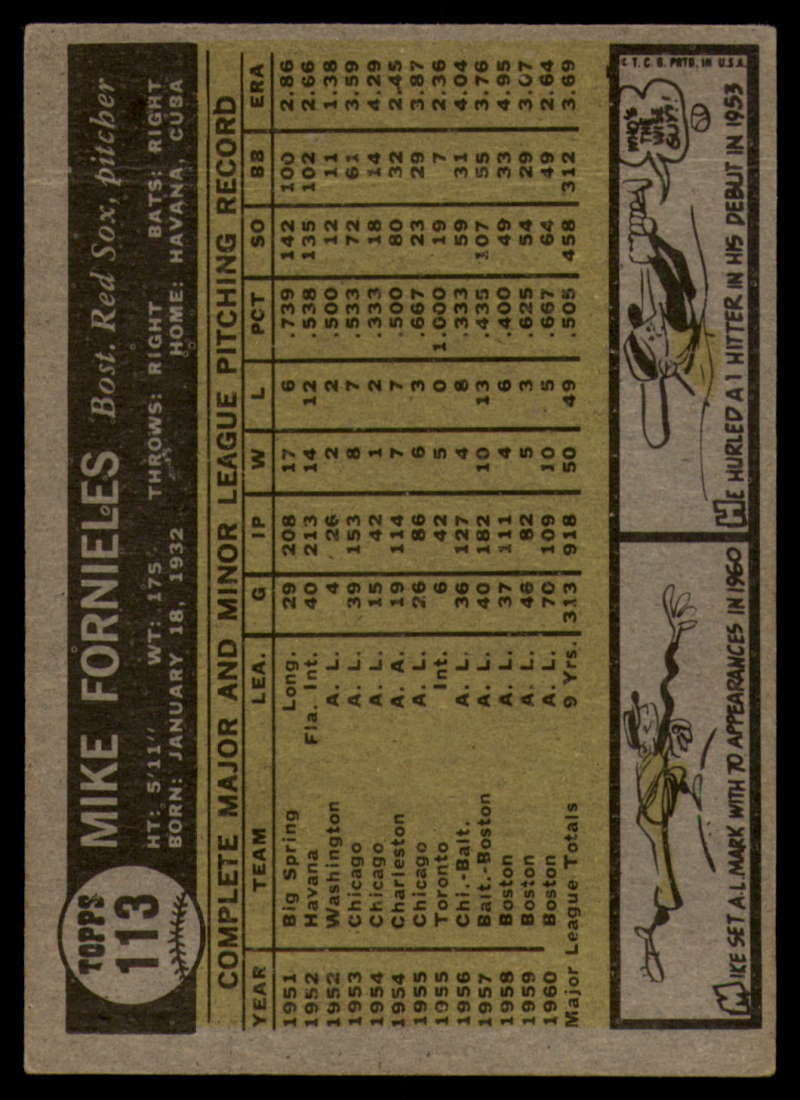 TOPPS
113
MIKE FORNIELES Bost. Red Sox, pitcher
HT: 5'11" WT: 175 THROWS: RIGHT BATS: RIGHT
BORN: JANUARY 18, 1932 HOME: HAVANA, CUBA
COMPLETE MAJOR AND MINOR LEAGUE PITCHING RECORD
YEAR TEAM LEA. G IP W L PCT SO BB ERA
1951 Big Spring Long. 29 208 17 6 .739 142 100 2.86
1952 Havana Fla. Int. 40 213 14 12 .538 135 102 2.66
1952 Washington A. L. 4 26 2 2 .500 12 11 1.38
1953 Chicago A. L. 39 153 8 7 .533 72 61 3.59
1954 Chicago A. L. 15 42 1 2 .333 18 14 4.29
1954 Charleston A. A. 19 114 7 7 .500 80 32 2.45
1955 Chicago A. L. 26 86 6 3 .667 23 29 3.87
1955 Toronto Int. 6 42 5 0 1.000 19 7 2.36
1956 Chi.-Balt. A. L. 36 127 4 8 .333 59 31 4.04
1957 Balt.-Boston A. L. 40 182 10 13 .435 107 55 3.76
1958 Boston A. L. 37 111 4 6 .400 49 33 4.95
1959 Boston A. L. 46 82 5 3 .625 54 29 3.07
1960 Boston A. L. 70 109 10 5 .667 64 49 2.64
Major League Totals 9 Yrs. 313 918 50 49 .505 458 312 3.69
MIKE SET A.L. MARK WITH 70 APPEARANCES IN 1960
WHO'S
THE
WISE
GUY?!
HE HURLED A 1 HITTER IN HIS DEBUT IN 1953
© T. C. G. PRTD. IN U.S.A.